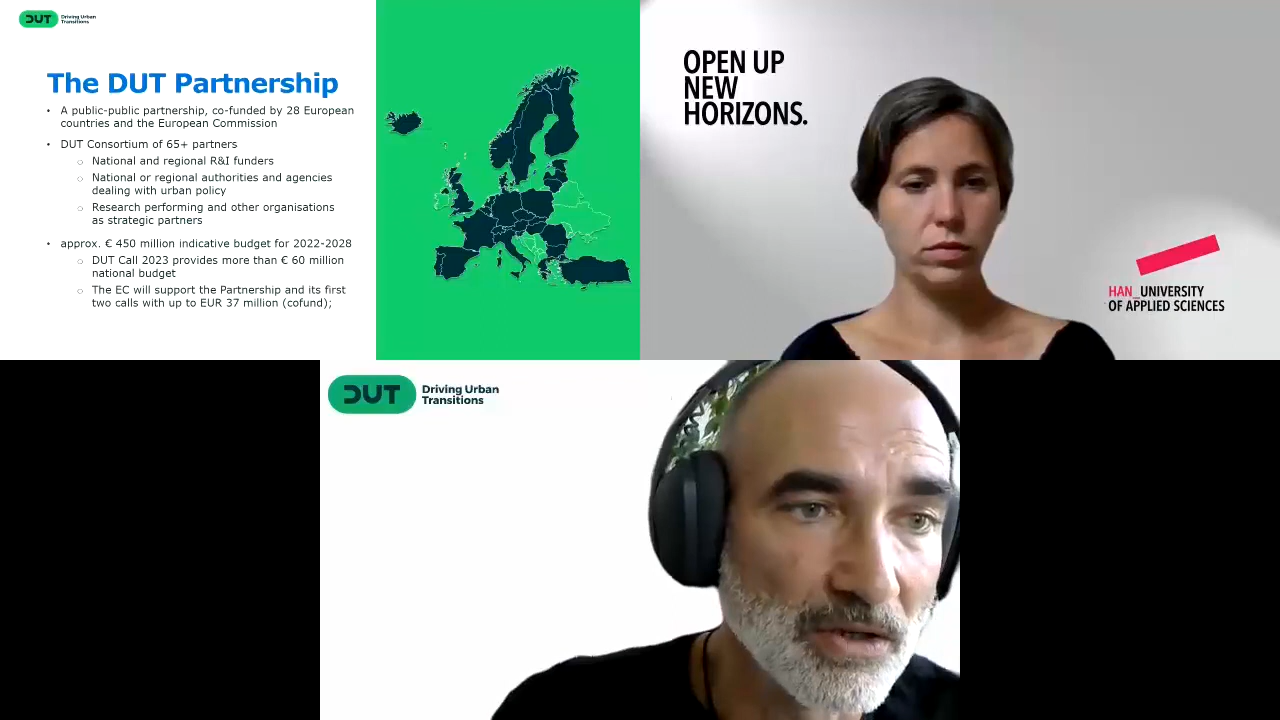 DUT Driving Urban
Transitions
The DUT Partnership
• A public-public partnership, co-funded by 28 European
countries and the European Commission
• DUT Consortium of 65+ partners
○ National and regional R&I funders
○ National or regional authorities and agencies
dealing with urban policy
○ Research performing and other organisations
as strategic partners
• approx. € 450 million indicative budget for 2022-2028
○ DUT Call 2023 provides more than € 60 million
national budget
○ The EC will support the Partnership and its first
two calls with up to EUR 37 million (cofund);
OPEN UP
NEW
HORIZONS.
HAN_UNIVERSITY
OF APPLIED SCIENCES
DUT Driving Urban
Transitions